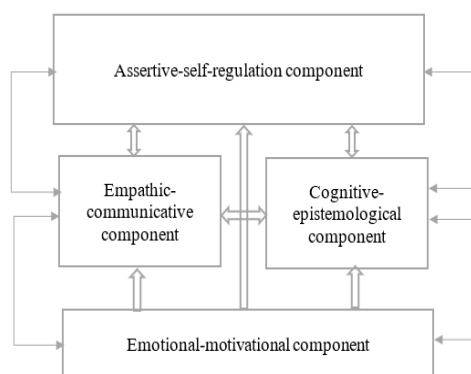 Assertive-self-regulation component
Empathic-
communicative
component
Cognitive-
epistemological
component
Emotional-motivational component